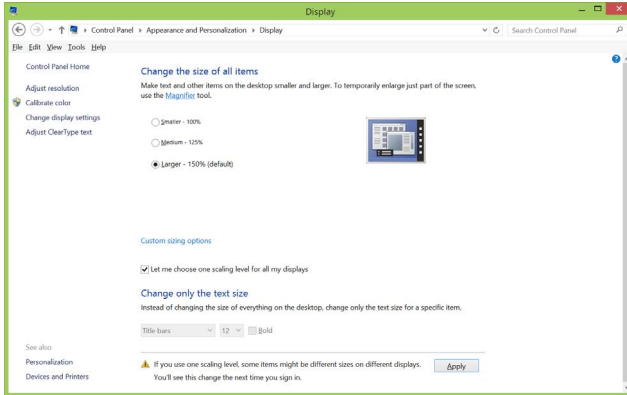 Display
Control Panel Appearance and Personalization Display
Search Control Panel
File Edit View Tools Help
Control Panel Home
Adjust resolution
Calibrate color
Change display settings
Adjust ClearType text
See also
Personalization
Devices and Printers
Change the size of all items
Make text and other items on the desktop smaller and larger. To temporarily enlarge just part of the screen,
use the Magnifier tool.
Smaller - 100%
Medium - 125%
Larger - 150% (default)
Custom sizing options
Let me choose one scaling level for all my displays
Change only the text size
Instead of changing the size of everything on the desktop, change only the text size for a specific item.
Title bars 12 Bold
If you use one scaling level, some items might be different sizes on different displays.
You'll see this change the next time you sign in.
Apply